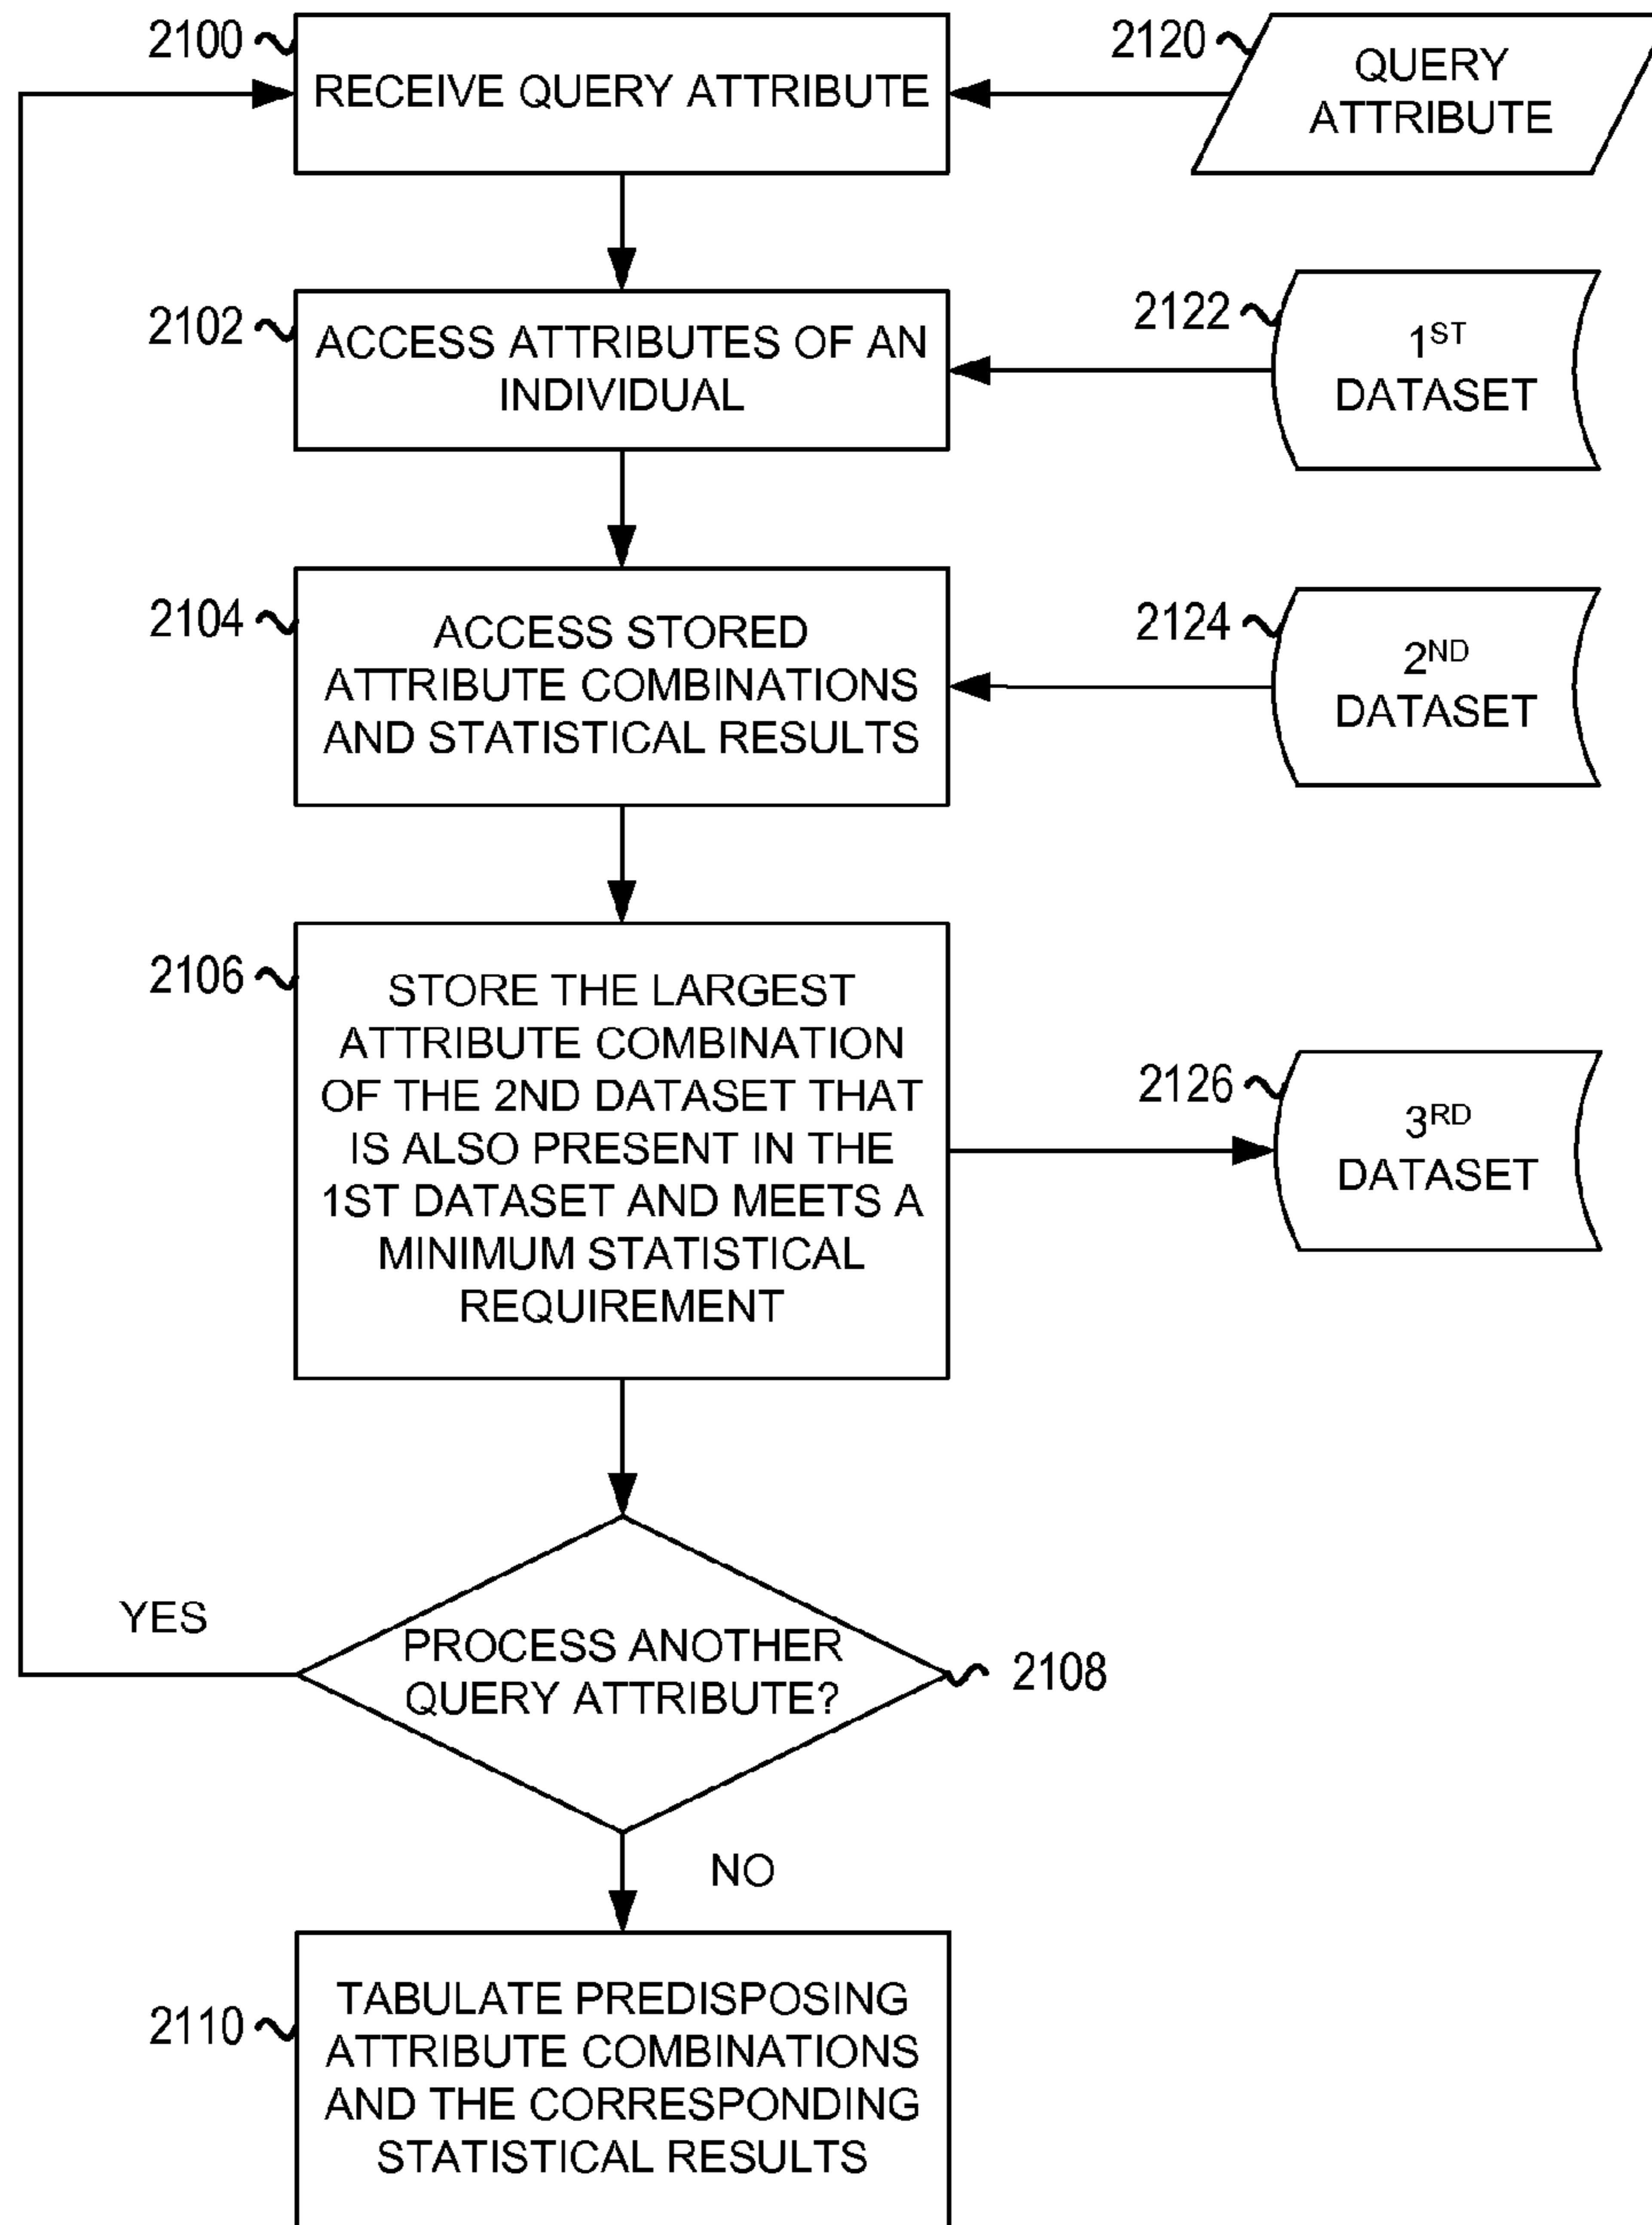 2100
RECEIVE QUERY ATTRIBUTE
2120
QUERY
ATTRIBUTE
2102
ACCESS ATTRIBUTES OF AN
INDIVIDUAL
2122
1ST
DATASET
2104
ACCESS STORED
ATTRIBUTE COMBINATIONS
AND STATISTICAL RESULTS
2124
2ND
DATASET
2106
STORE THE LARGEST
ATTRIBUTE COMBINATION
OF THE 2ND DATASET THAT
IS ALSO PRESENT IN THE
1ST DATASET AND MEETS A
MINIMUM STATISTICAL
REQUIREMENT
2126
3RD
DATASET
YES
PROCESS ANOTHER
QUERY ATTRIBUTE?
2108
NO
2110
TABULATE PREDISPOSING
ATTRIBUTE COMBINATIONS
AND THE CORRESPONDING
STATISTICAL RESULTS